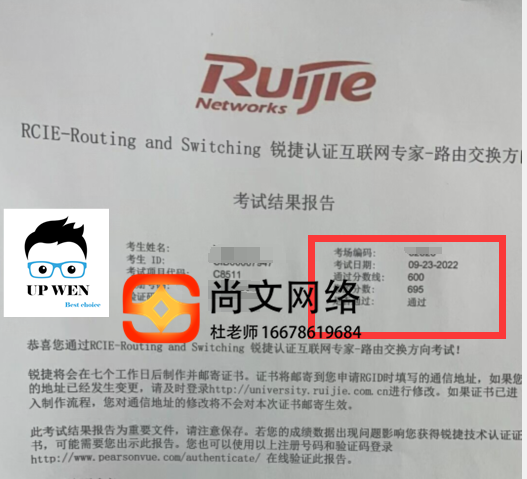 Ruijie
Networks
RCIE-Routing and Switching 锐捷认证互联网专家-路由交换方向
考试结果报告
考生姓名:
考生 ID:
考试项目代码: C8511
考场编码:
考试日期: 09-23-2022
通过分数线: 600
分数: 695
通过: 通过
UP WEN
Best choice
尚文网络
杜老师 16678619684
恭喜您通过RCIE-Routing and Switching 锐捷认证互联网专家-路由交换方向考试!
锐捷将会在七个工作日后制作并邮寄证书。证书将邮寄到您申请RGID时填写的通信地址，如果您
的地址已经发生变更，请及时登录http://university.ruijie.com.cn进行修改。如果证书已进
入制作流程，您对通信地址的修改将不会对本次证书邮寄生效。
此考试结果报告为重要文件，请注意保存。若您的成绩数据出现问题影响您获得锐捷技术认证证
书，可能需要您出示此报告。您也可以使用以上注册号码和验证码登录
http://www.pearsonvue.com/authenticate/ 在线验证此报告。